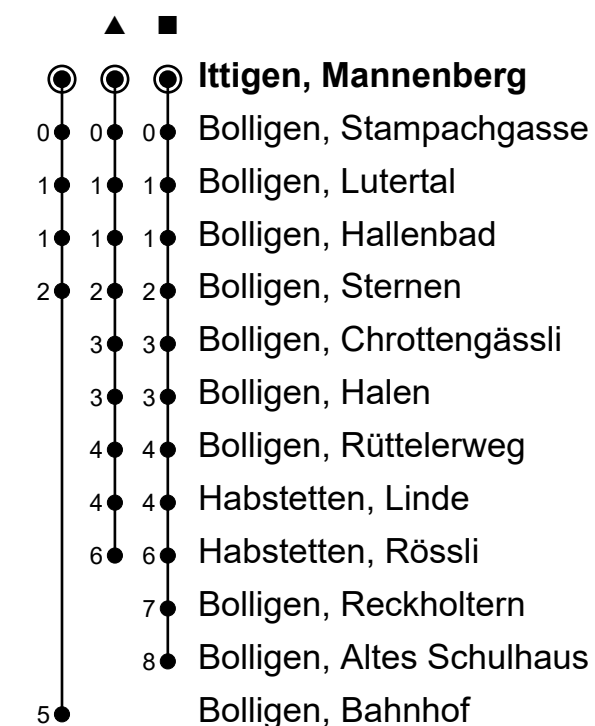 ▲ ■
Ittigen, Mannenberg
0 0 0 Bolligen, Stampachgasse
1 1 1 Bolligen, Lutertal
1 1 1 Bolligen, Hallenbad
2 2 2 Bolligen, Sternen
3 3 Bolligen, Chrottengässli
3 3 Bolligen, Halen
4 4 Bolligen, Rüttelerweg
4 4 Habstetten, Linde
6 6 Habstetten, Rössli
7 Bolligen, Reckholtern
8 Bolligen, Altes Schulhaus
5 Bolligen, Bahnhof